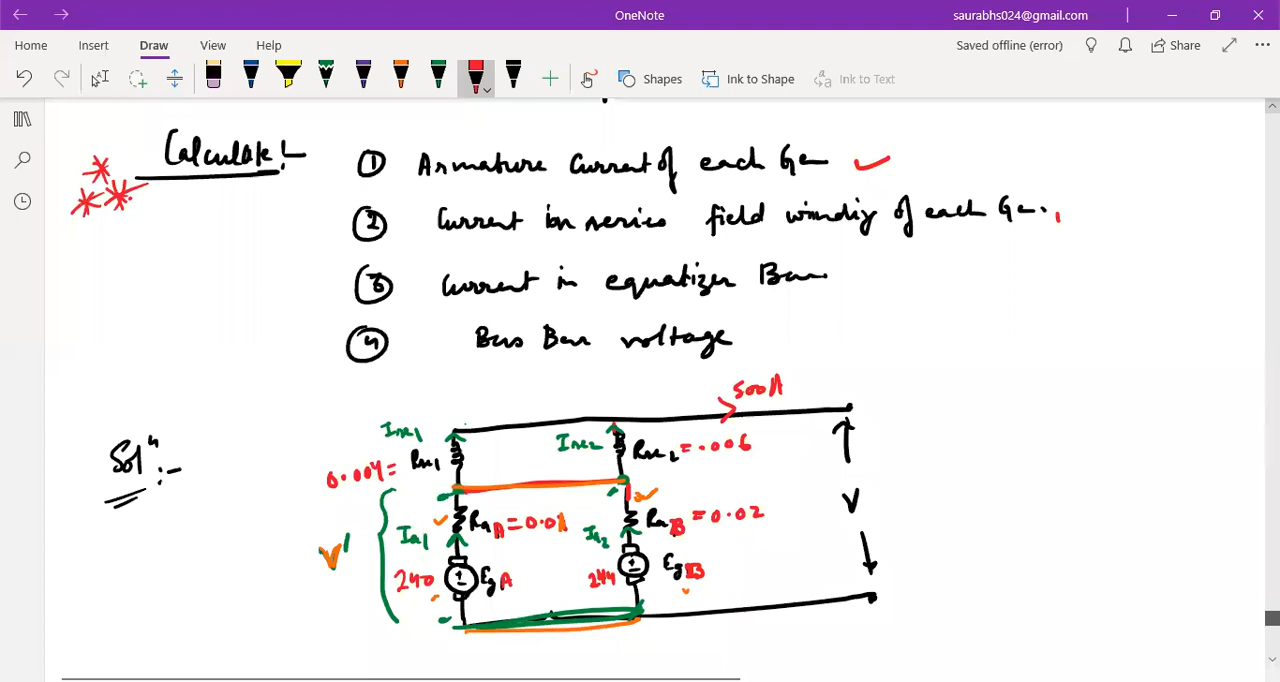 OneNote
saurabhs024@gmail.com
Home Insert Draw View Help
Saved offline (error) Share
Shapes Ink to Shape Ink to Text
Calculate!-
① Armature Current of each Gen
② Current in series field winding of each Gen.
③ Current in equalizer Bar
④ Bus Bar voltage
500A
Ise1 Ise2
0.004= Rse1 Rse2 =.006
Solⁿ:-
V
RaA=0.01 RaB=0.02
Ia1 Ia2
V'
240 EgA 244 EgB